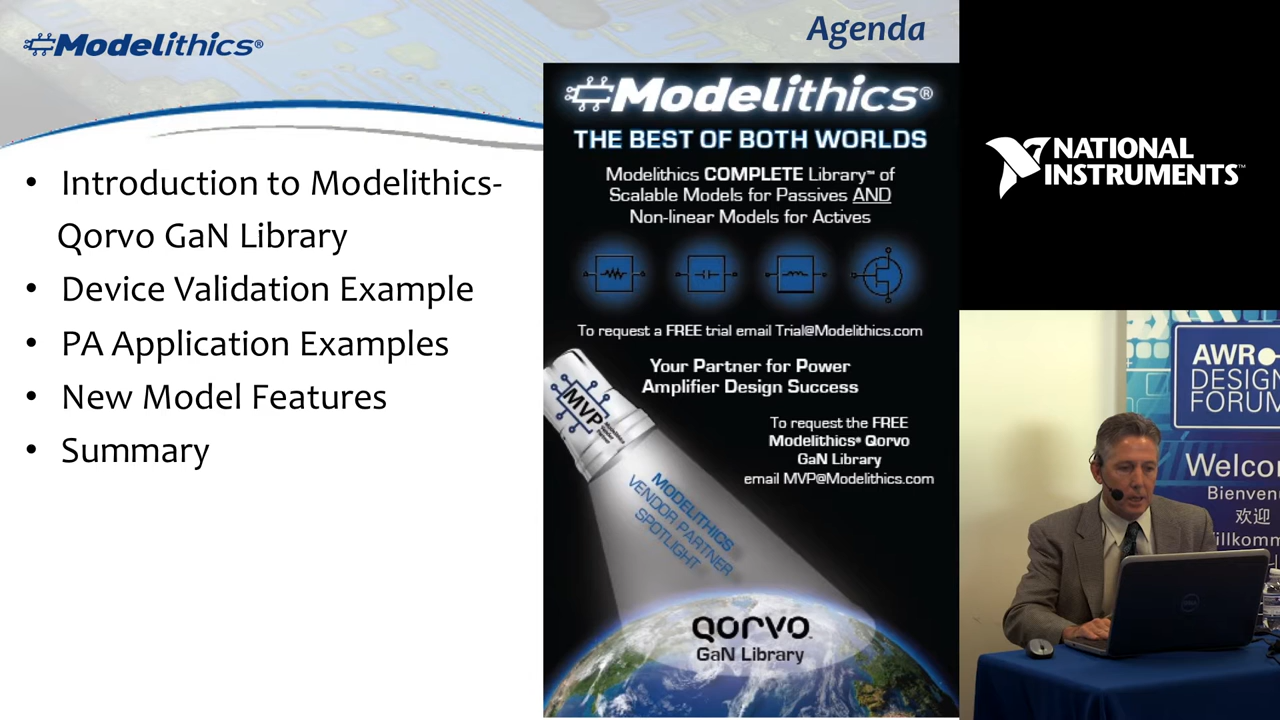 Modelithics®
Agenda
• Introduction to Modelithics-
Qorvo GaN Library
• Device Validation Example
• PA Application Examples
• New Model Features
• Summary
Modelithics®
THE BEST OF BOTH WORLDS
Modelithics COMPLETE Library™ of
Scalable Models for Passives AND
Non-linear Models for Actives
To request a FREE trial email Trial@Modelithics.com
Your Partner for Power
Amplifier Design Success
MVP
To request the FREE
Modelithics® Qorvo
GaN Library
email MVP@Modelithics.com
MODELITHICS
VENDOR PARTNER
SPOTLIGHT
QORVO
GaN Library
NATIONAL
INSTRUMENTS™
AWR
DESIGN
FORUM
Welco
Bienven
欢迎
illkomm
DELL